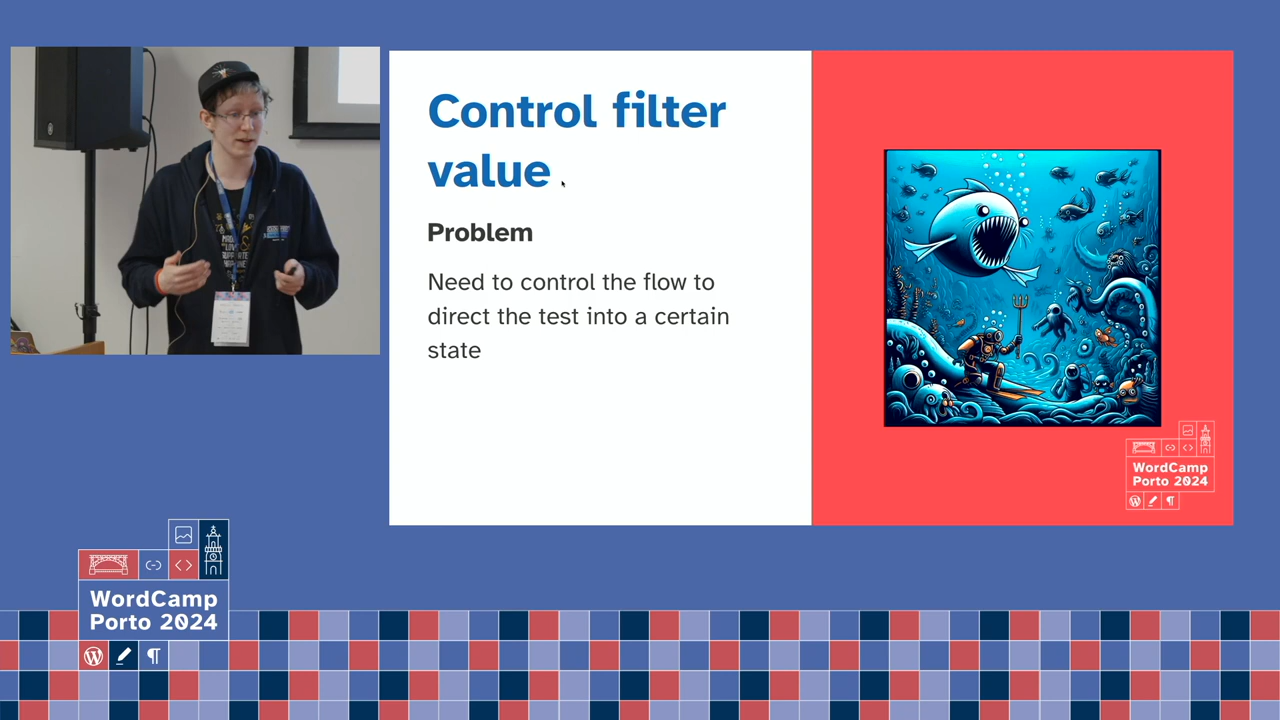 Control filter
value
Problem
Need to control the flow to
direct the test into a certain
state
WordCamp
Porto 2024
WordCamp
Porto 2024